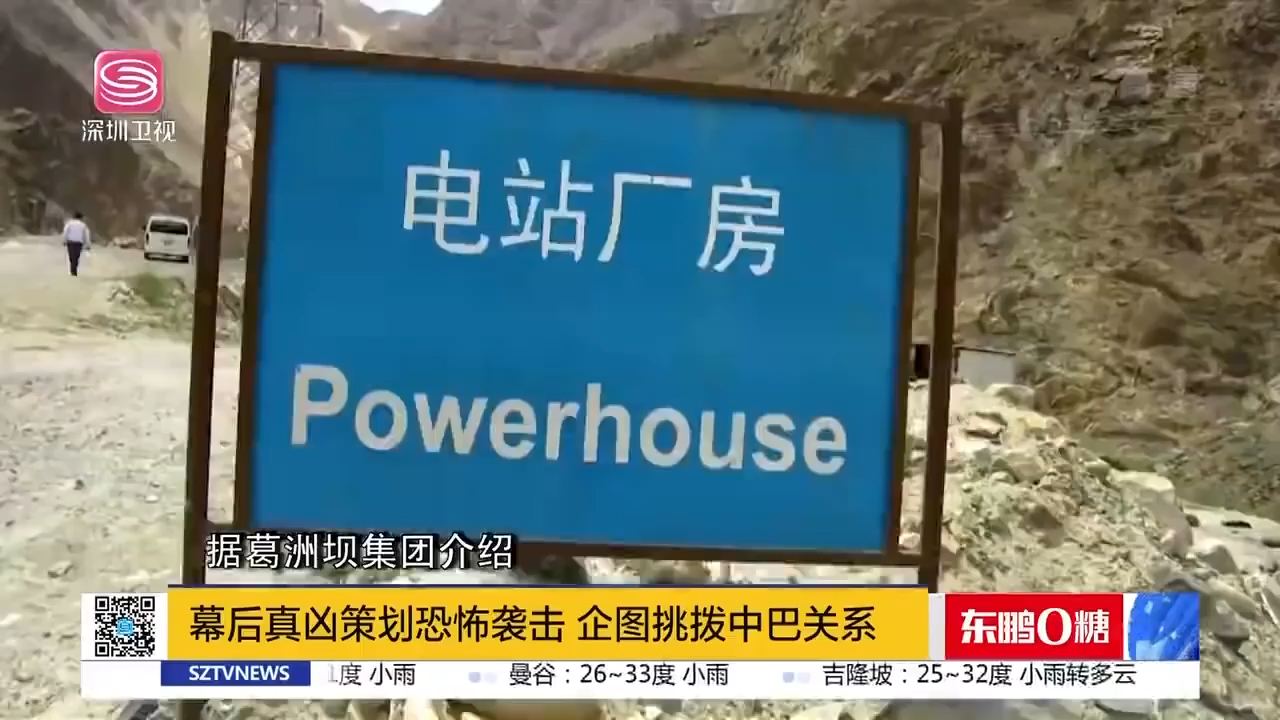 深圳卫视
电站厂房
Powerhouse
据葛洲坝集团介绍
幕后真凶策划恐怖袭击 企图挑拨中巴关系
东鹏0糖
SZTVNEWS
1度 小雨
曼谷：26~33度 小雨
吉隆坡：25~32度 小雨转多云